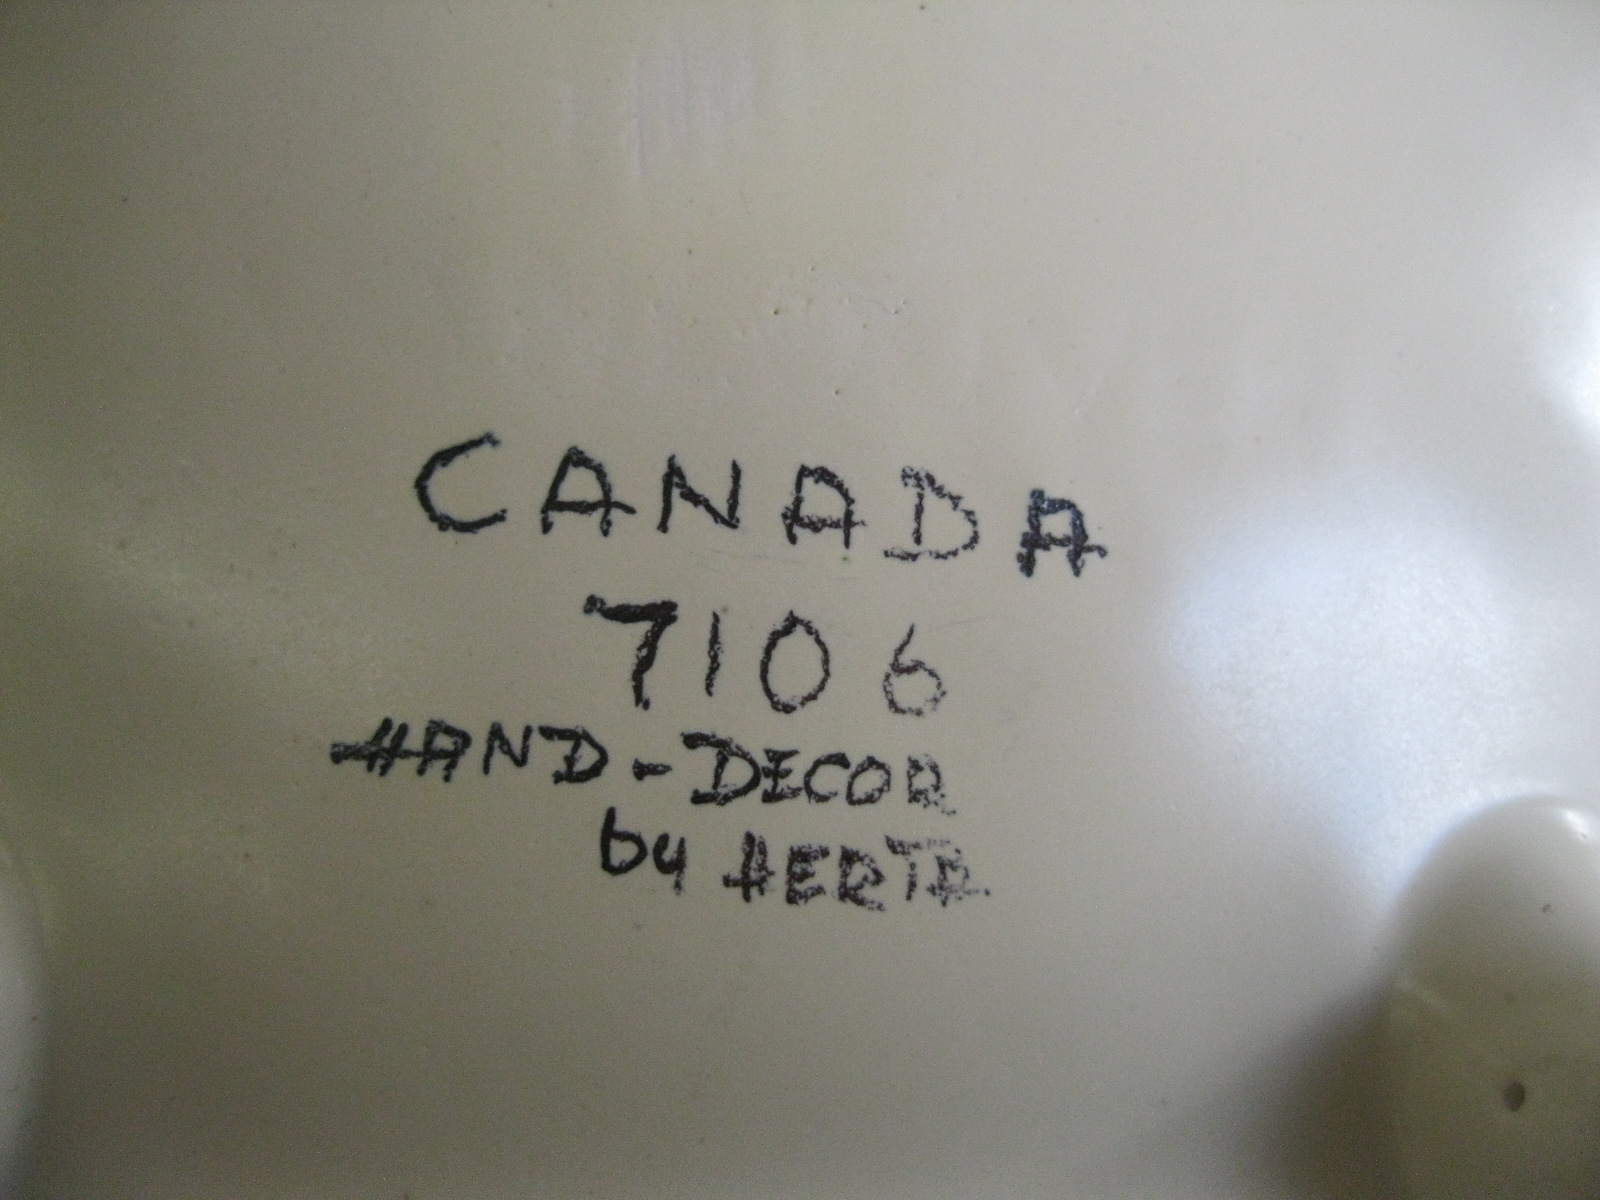 CANADA
7106
HAND-DECOR
by HERTA